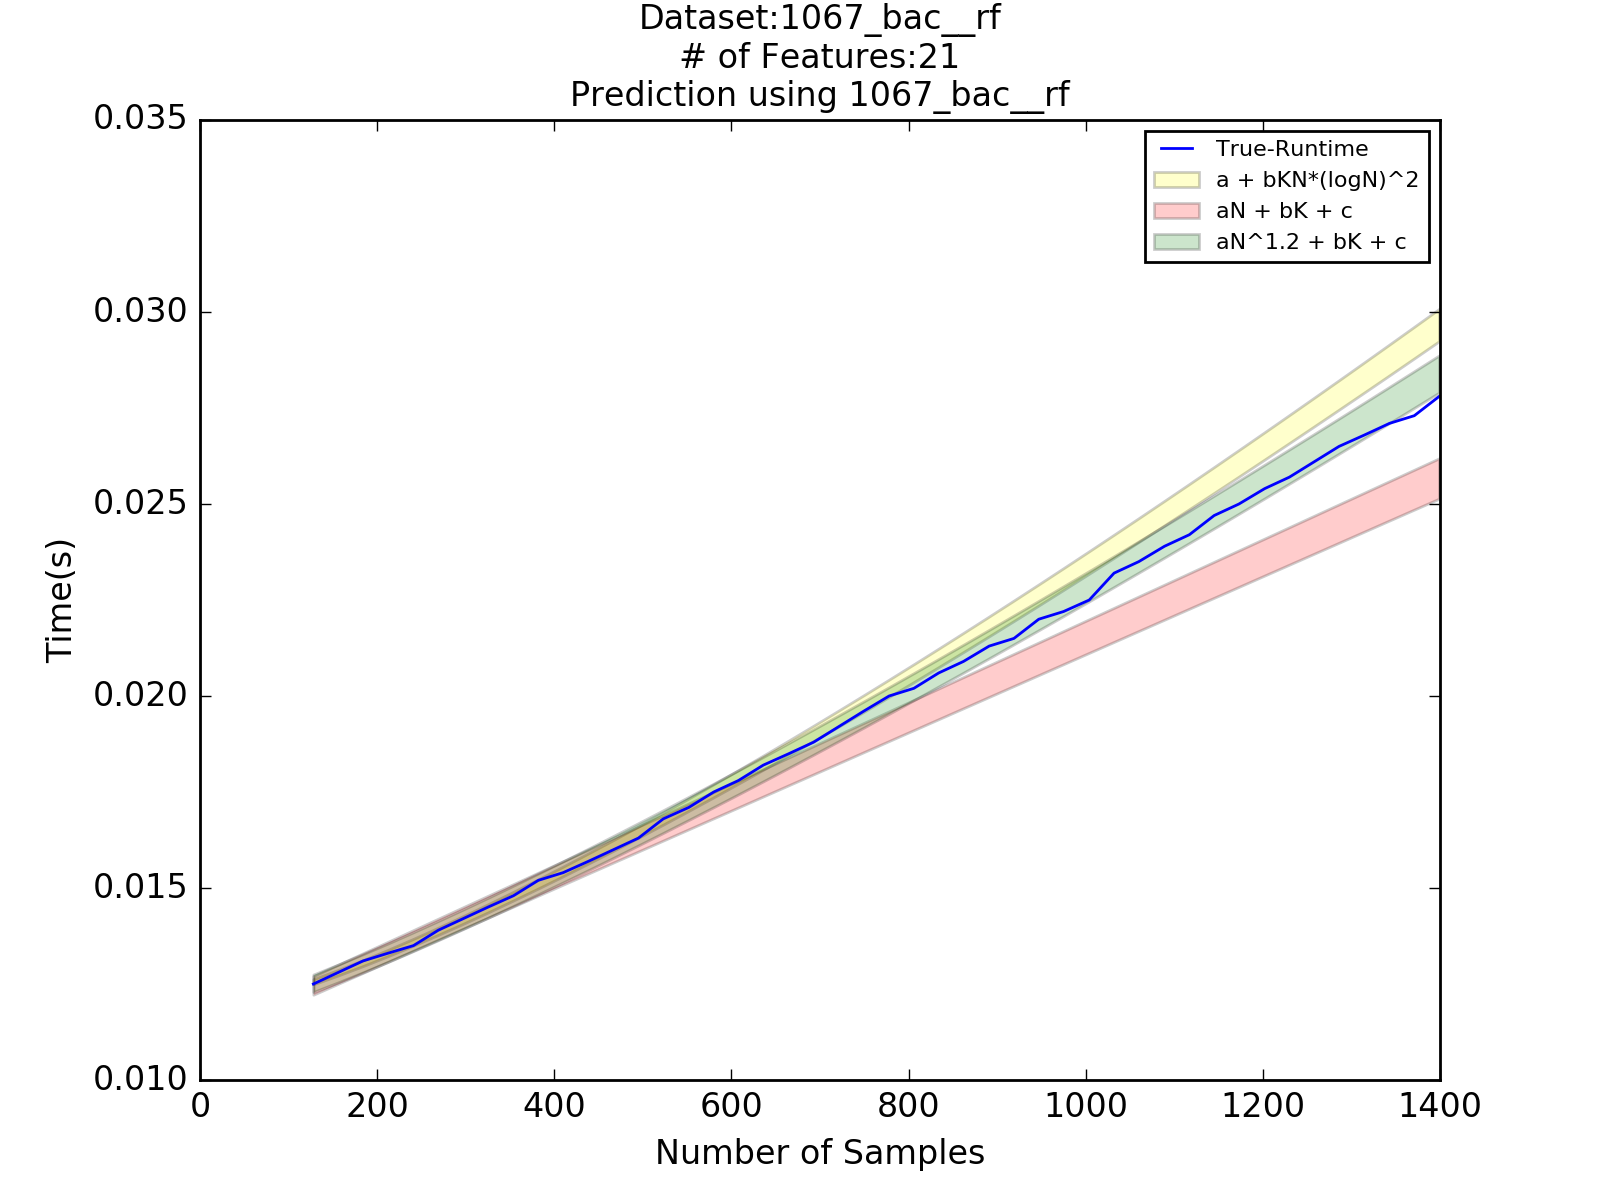 Dataset:1067_bac__rf
# of Features:21
Prediction using 1067_bac__rf
0.035
0.030
0.025
0.020
0.015
0.010
Time(s)
True-Runtime
a + bKN*(logN)^2
aN + bK + c
aN^1.2 + bK + c
0 200 400 600 800 1000 1200 1400
Number of Samples